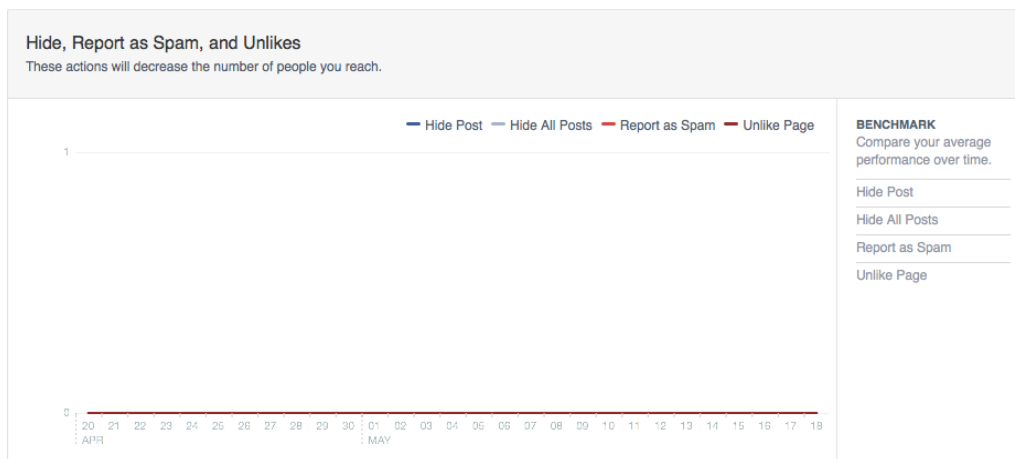 Hide, Report as Spam, and Unlikes
These actions will decrease the number of people you reach.
Hide Post Hide All Posts Report as Spam Unlike Page
BENCHMARK
Compare your average
performance over time.
Hide Post
Hide All Posts
Report as Spam
Unlike Page
1
0
20 21 22 23 24 25 26 27 28 29 30 01 02 03 04 05 06 07 08 09 10 11 12 13 14 15 16 17 18
APR MAY